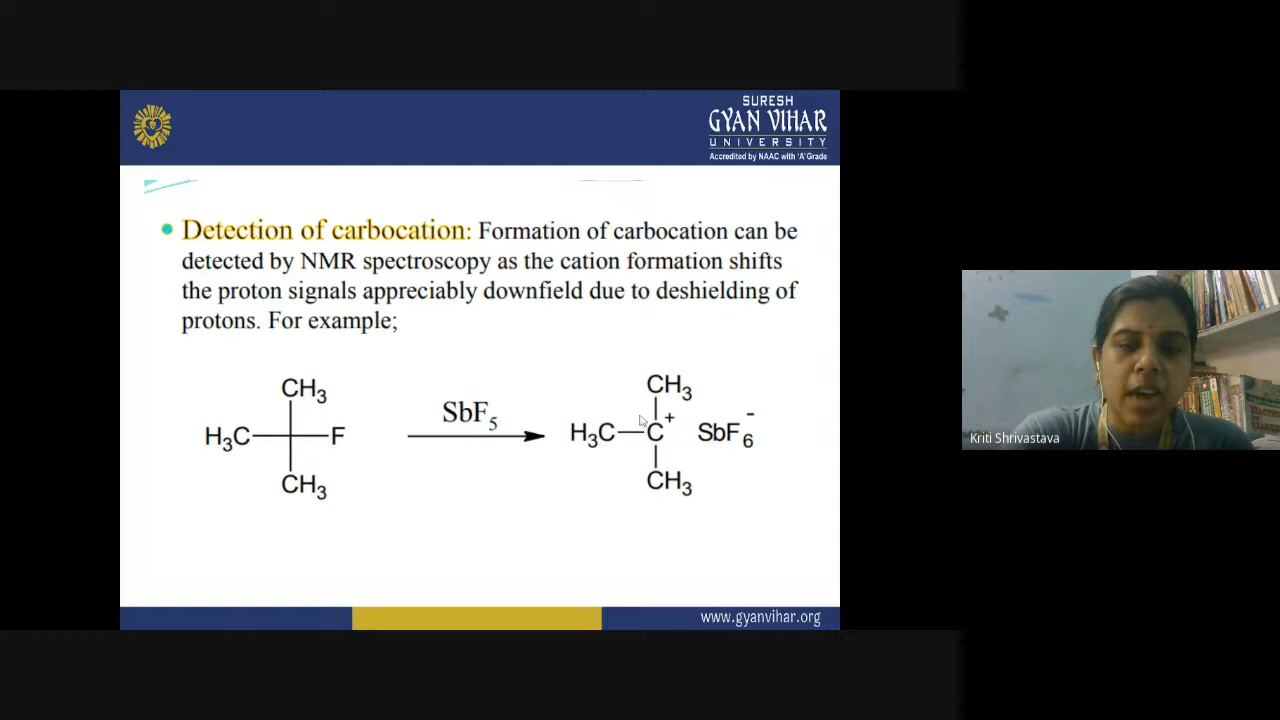 SURESH
GYAN VIHAR
UNIVERSITY
Accredited by NAAC with 'A' Grade
Detection of carbocation: Formation of carbocation can be
detected by NMR spectroscopy as the cation formation shifts
the proton signals appreciably downfield due to deshielding of
protons. For example;
CH3
H3C F
CH3
SbF5
CH3
H3C C+ SbF6-
CH3
Kriti Shrivastava
www.gyanvihar.org